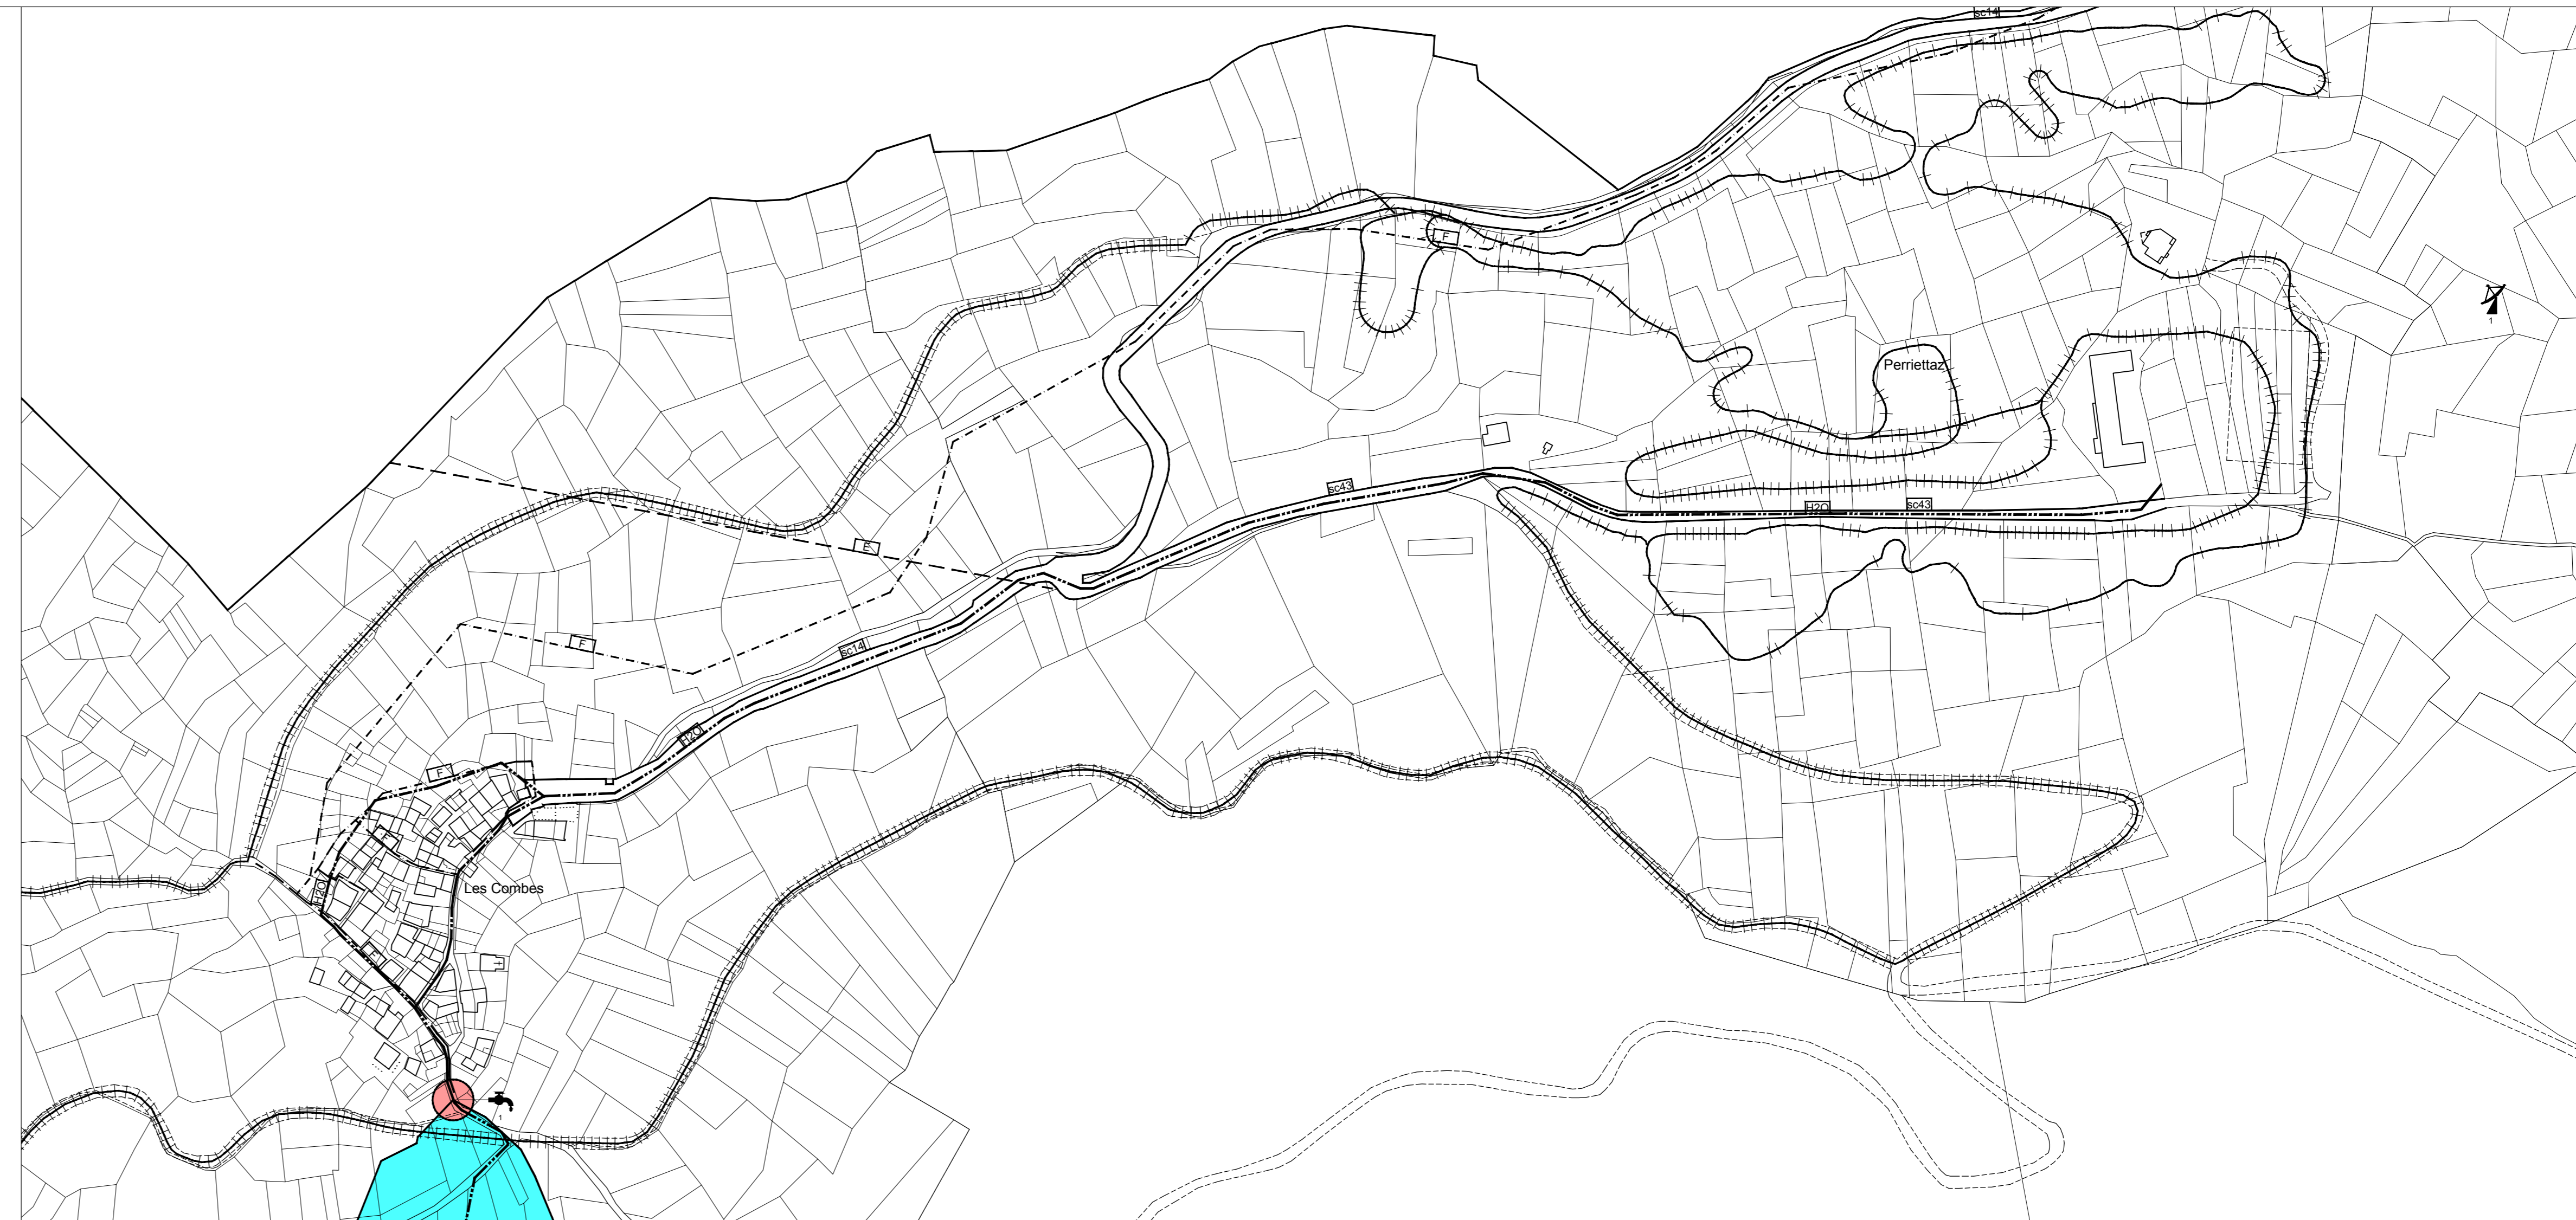 sc14
F
1
Perriettaz
sc43
H2O
sc43
E
F
sc14
H2O
F
F
H2O
Les Combes
F
1